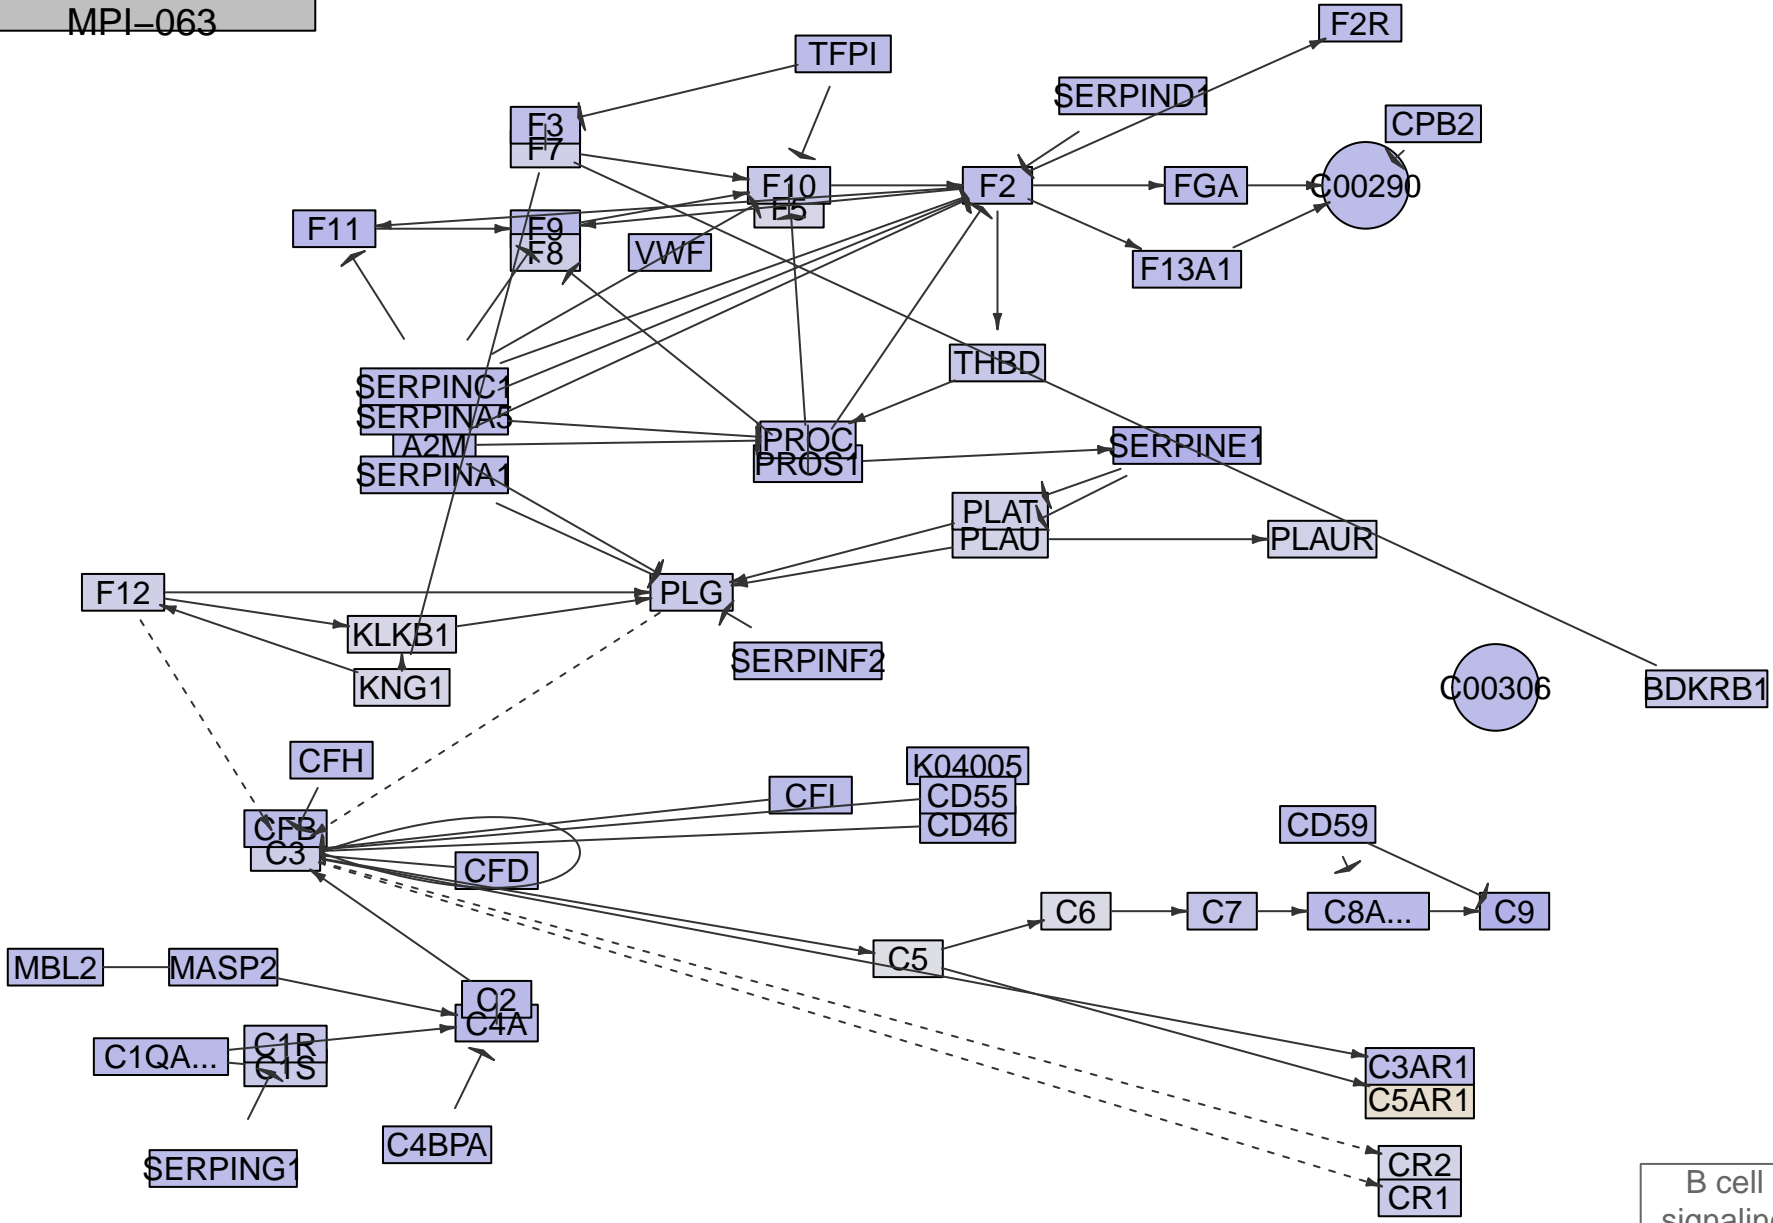 MPI−063
F2R
TFPI
SERPIND1
CPB2
F3
F7
F10
F5
F2
FGA
C00290
F11
F9
F8
VWF
F13A1
THBD
SERPINC1
SERPINA5
A2M
SERPINA1
PROC
PROS1
SERPINE1
PLAT
PLAU
PLAUR
F12
PLG
KLKB1
SERPINF2
KNG1
C00306
BDKRB1
CFH
K04005
CFI
CD55
CD46
CFB
C3
CD59
CFD
C6
C7
C8A...
C9
C5
MBL2
MASP2
C2
C4A
C1QA...
C1R
C1S
C3AR1
C5AR1
C4BPA
SERPING1
CR2
CR1
B cell
signaling